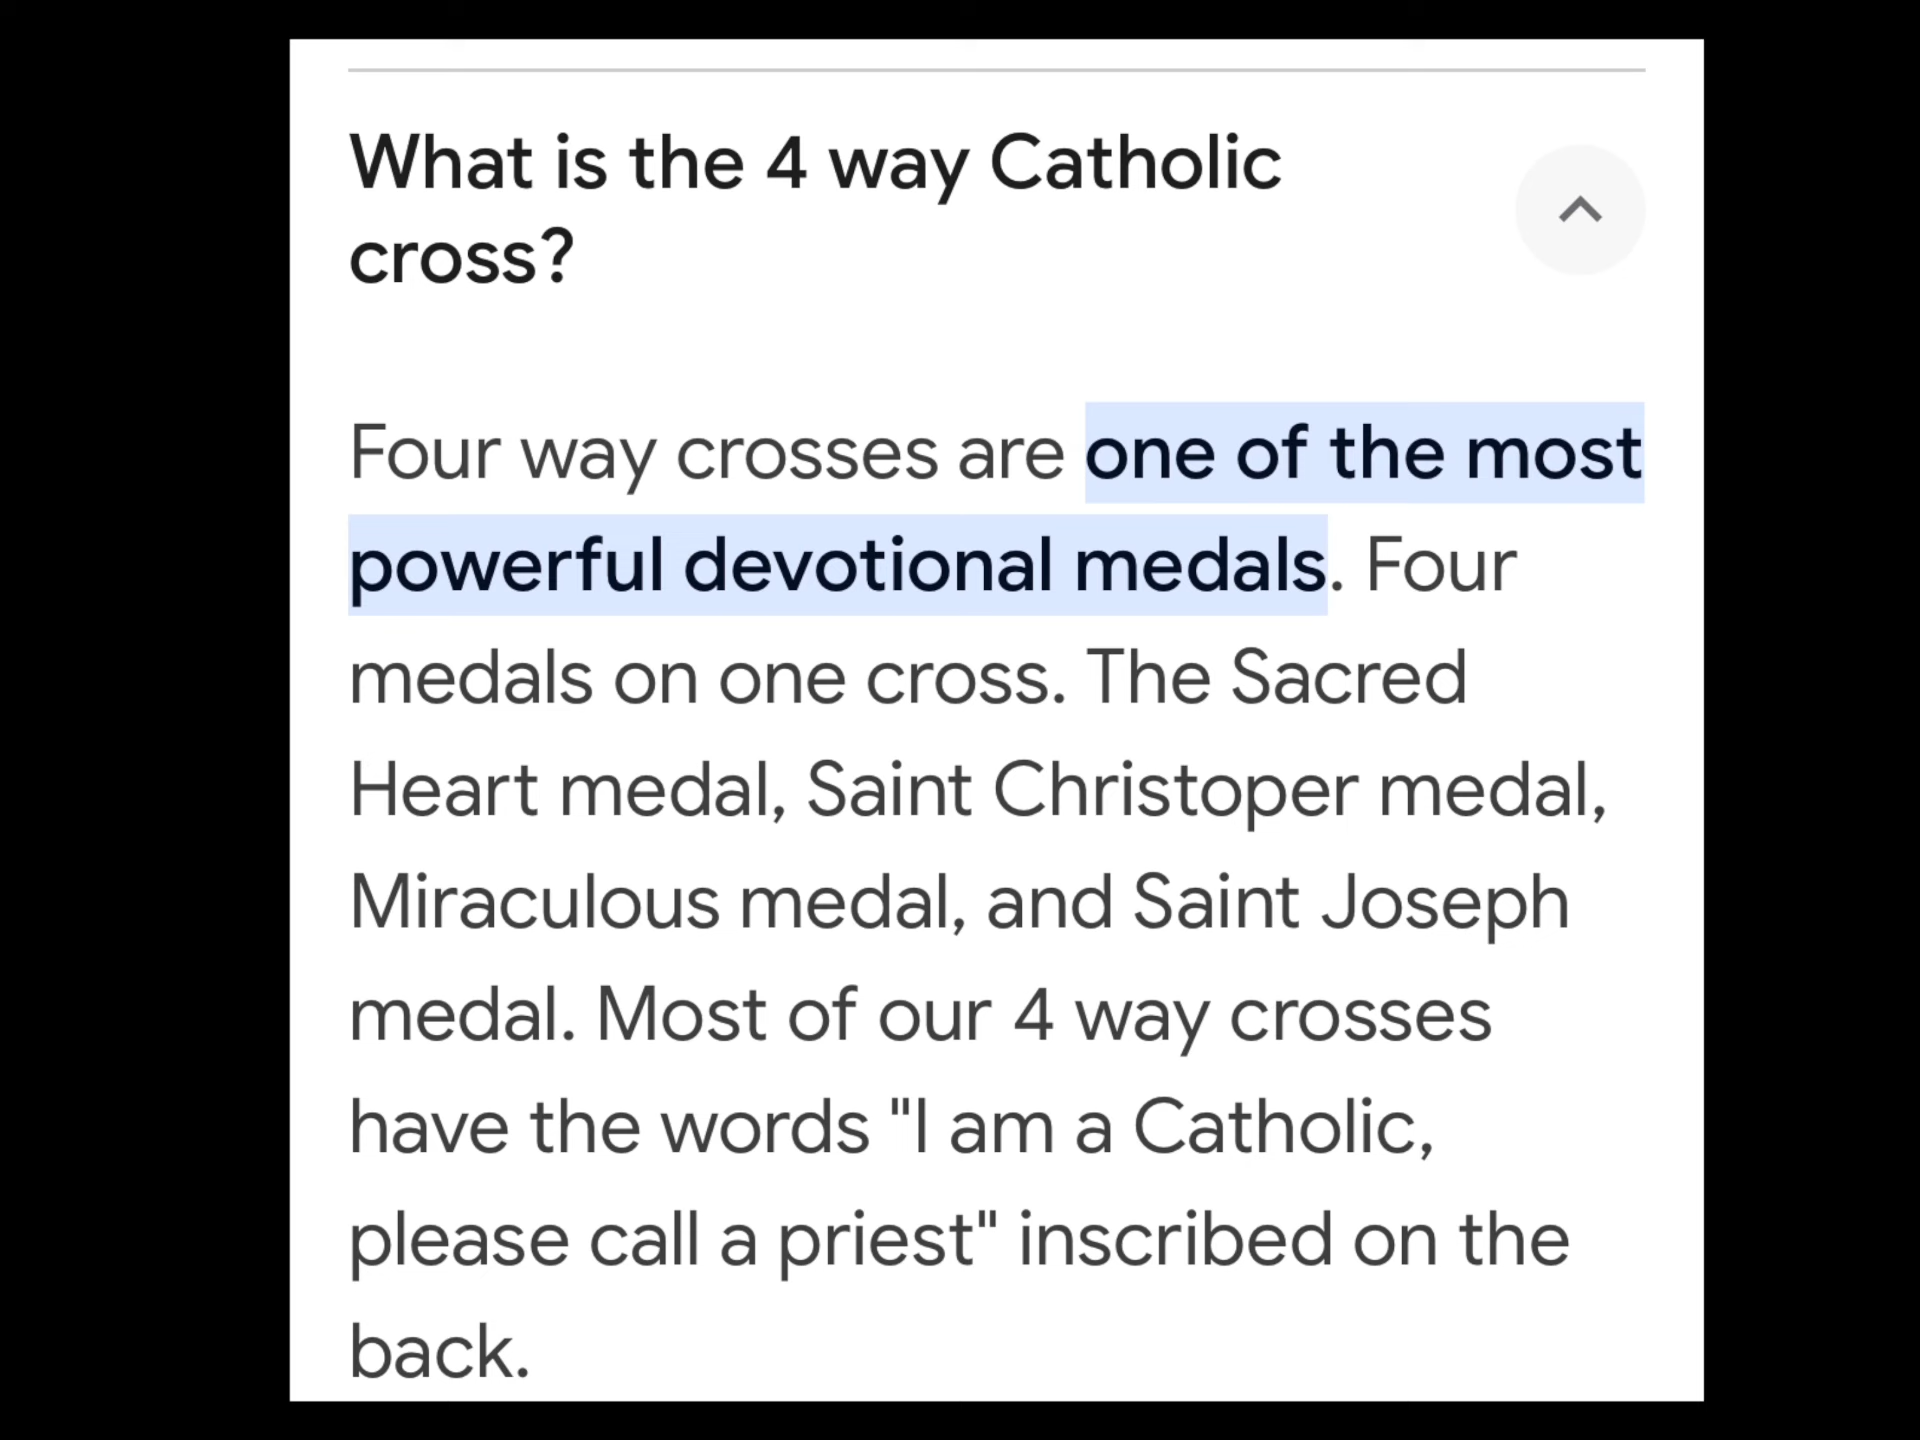 What is the 4 way Catholic
cross?
Four way crosses are one of the most
powerful devotional medals. Four
medals on one cross. The Sacred
Heart medal, Saint Christoper medal,
Miraculous medal, and Saint Joseph
medal. Most of our 4 way crosses
have the words "I am a Catholic,
please call a priest" inscribed on the
back.